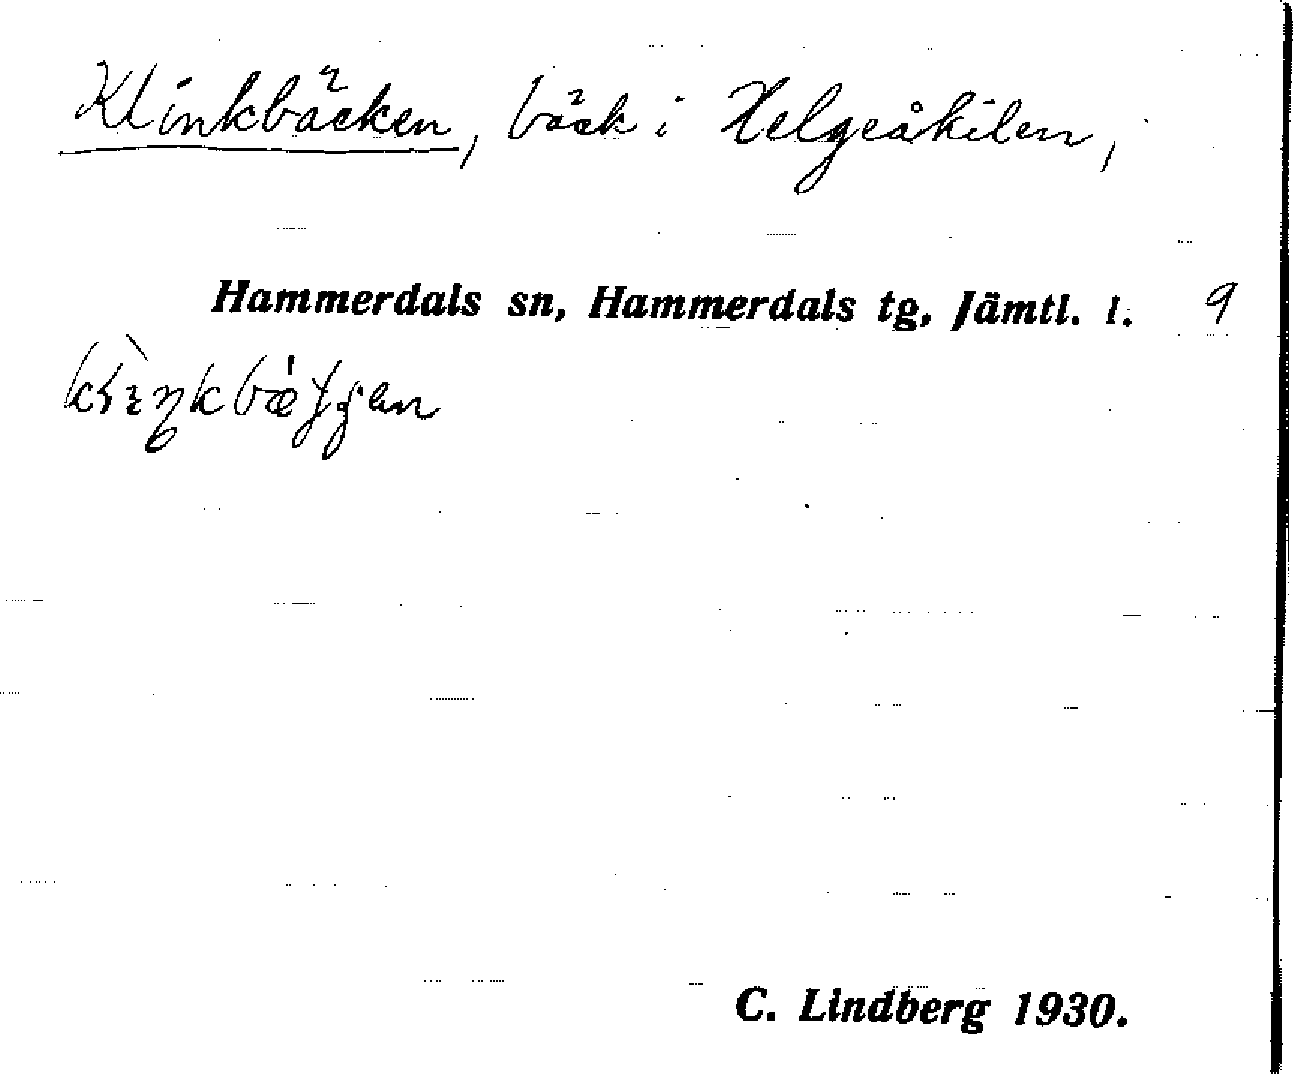 Klinkbäcken, bäck i Helgeåkilen,
Hammerdals sn, Hammerdals tg, Jämtl. l. 9
C. Lindberg 1930.